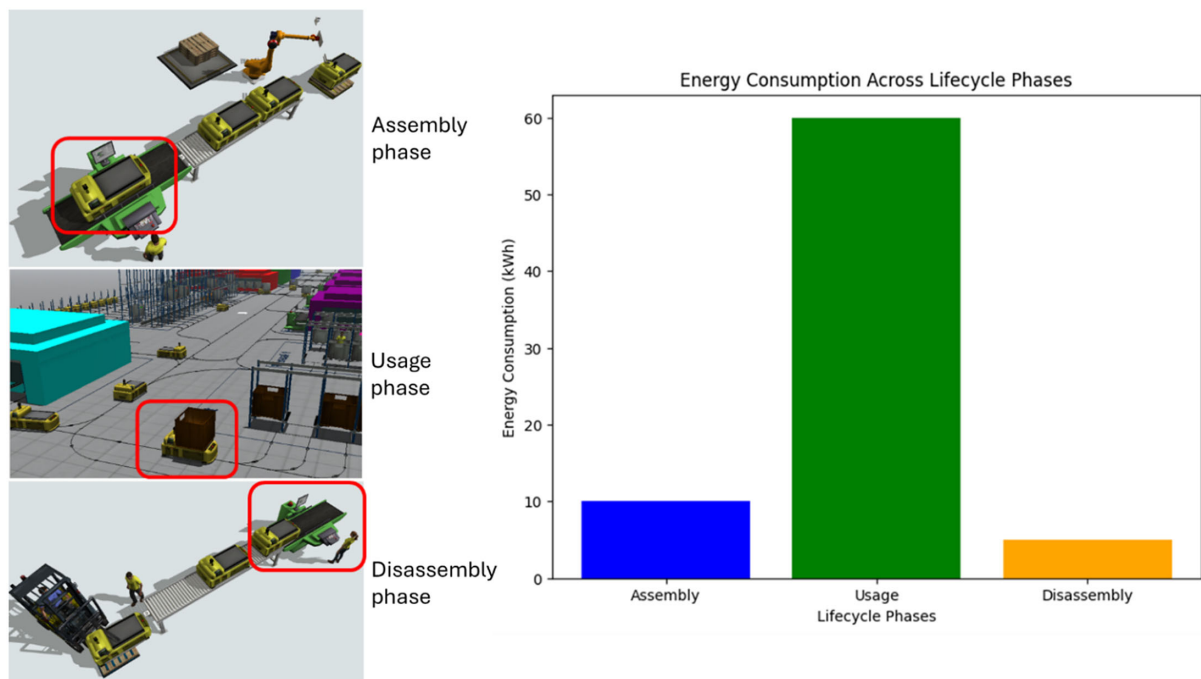 Assembly
phase
Usage
phase
Disassembly
phase
Energy Consumption Across Lifecycle Phases
Energy Consumption (kWh)
60
50
40
30
20
10
0
Assembly
Usage
Disassembly
Lifecycle Phases